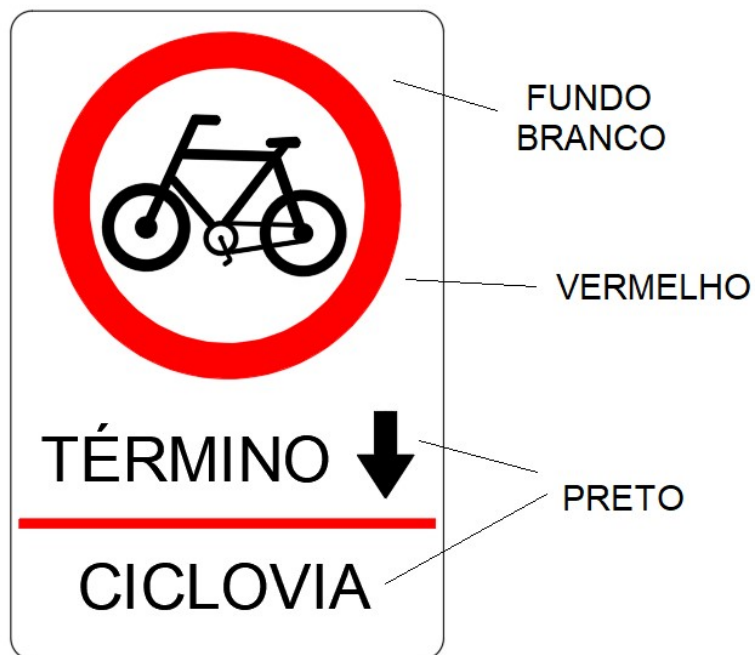 FUNDO
BRANCO
VERMELHO
TÉRMINO
PRETO
CICLOVIA